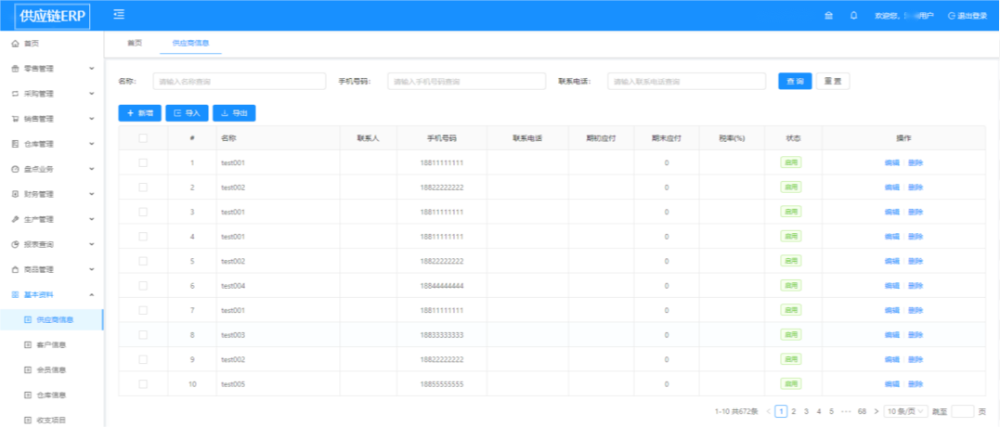 供应链ERP
欢迎您, 用户 退出登录
首页
零售管理
采购管理
销售管理
仓库管理
盘点业务
财务管理
生产管理
报表查询
商品管理
基本资料
供应商信息
客户信息
会员信息
仓库信息
收支项目
首页 供应商信息
名称: 请输入名称查询 手机号码: 请输入手机号码查询 联系电话: 请输入联系电话查询 查询 重置
+ 新增 导入 导出
# 名称 联系人 手机号码 联系电话 期初应付 期末应付 税率(%) 状态 操作
1 test001 18811111111 0 启用 编辑 删除
2 test002 18822222222 0 启用 编辑 删除
3 test001 18811111111 0 启用 编辑 删除
4 test001 18811111111 0 启用 编辑 删除
5 test002 18822222222 0 启用 编辑 删除
6 test004 18844444444 0 启用 编辑 删除
7 test001 18811111111 0 启用 编辑 删除
8 test003 18833333333 0 启用 编辑 删除
9 test002 18822222222 0 启用 编辑 删除
10 test005 18855555555 0 启用 编辑 删除
1-10 共672条 < 1 2 3 4 5 ••• 68 > 10 条/页 跳至 页